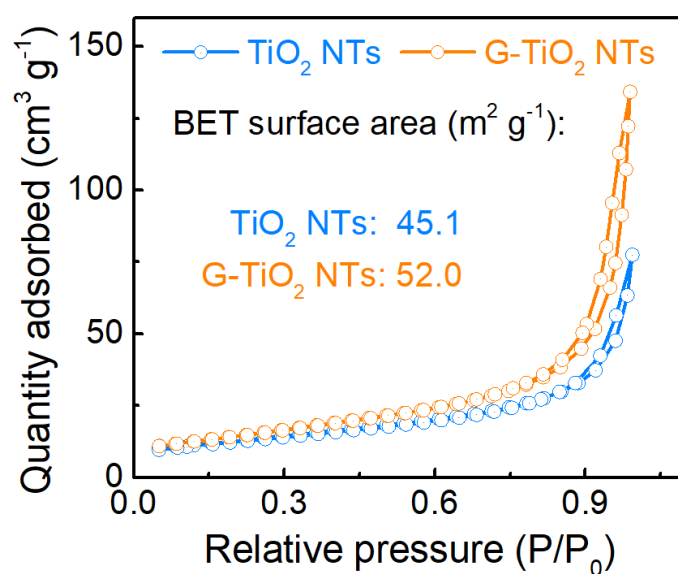 Quantity adsorbed (cm³ g⁻¹)
150
100
50
0
TiO₂ NTs
G-TiO₂ NTs
BET surface area (m² g⁻¹):
TiO₂ NTs: 45.1
G-TiO₂ NTs: 52.0
0.0 0.3 0.6 0.9
Relative pressure (P/P₀)